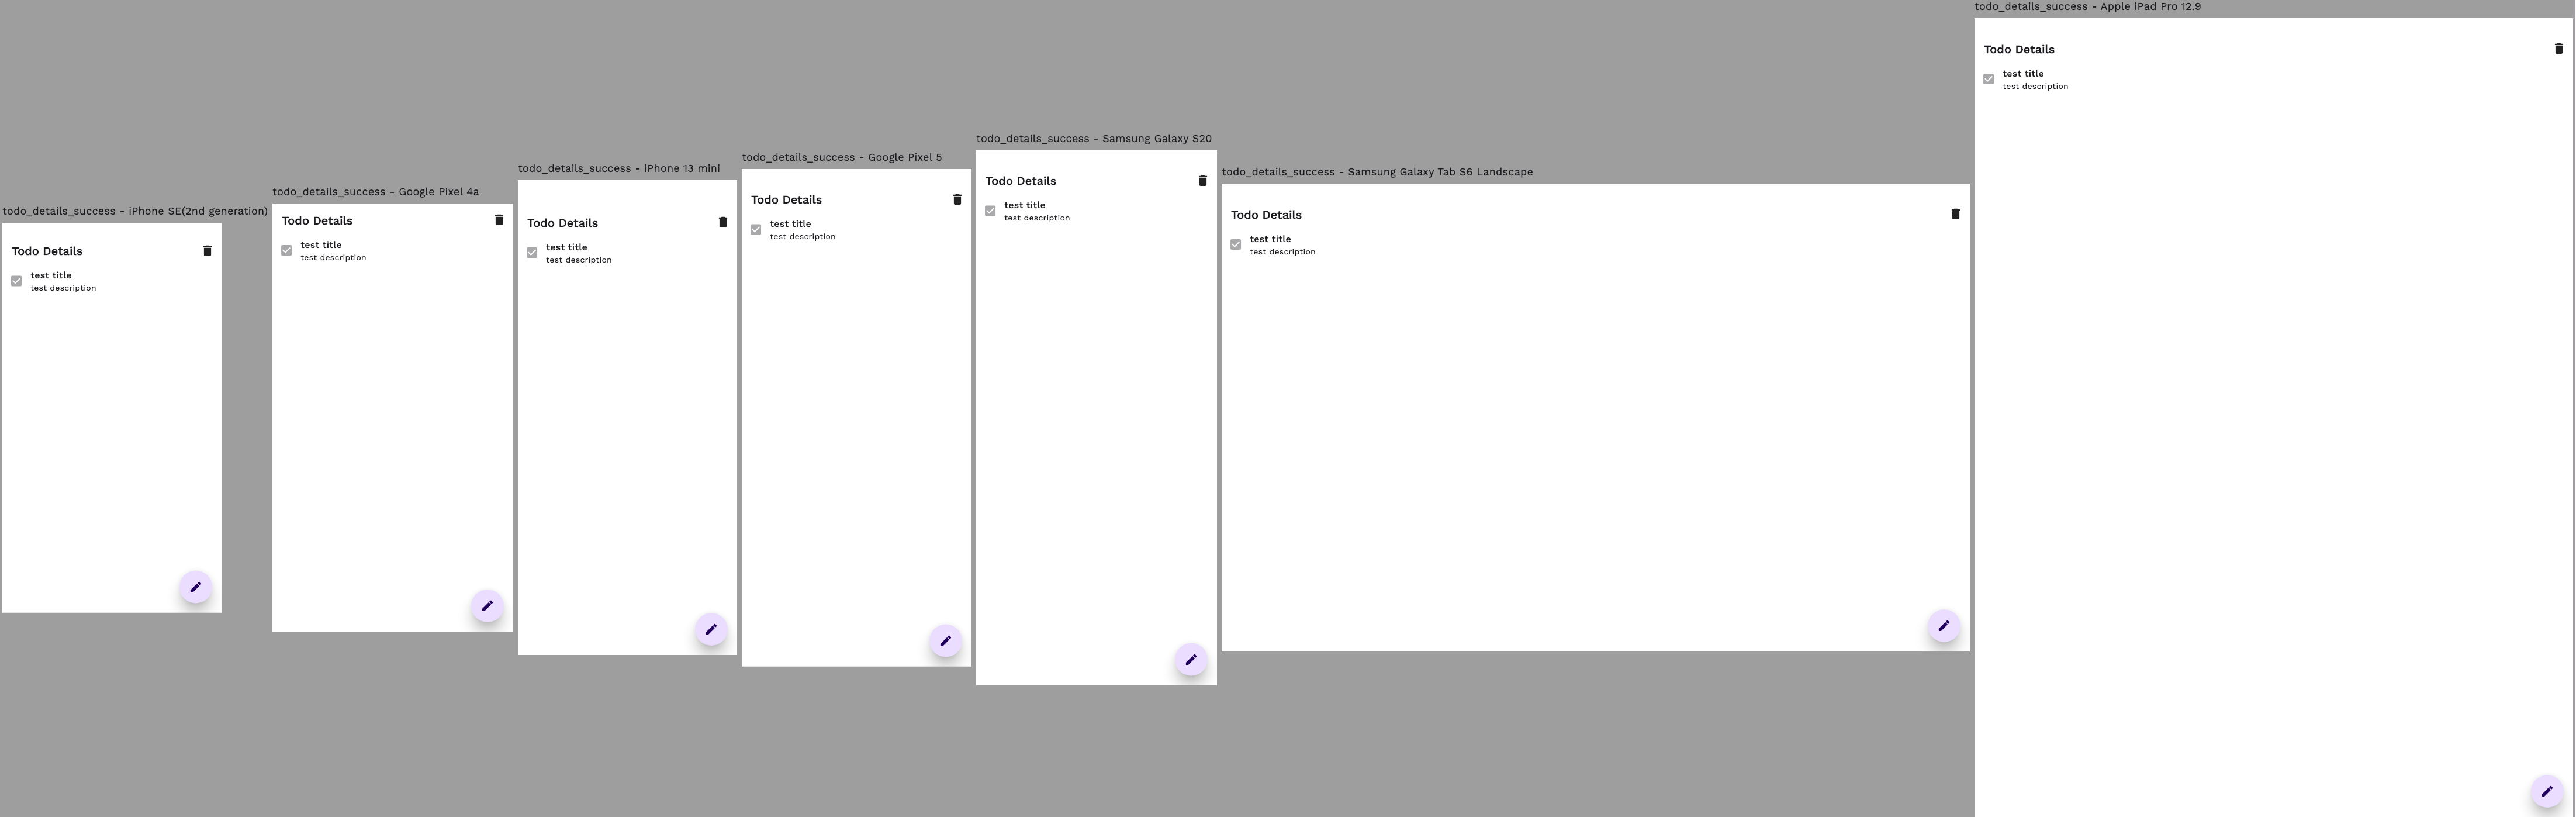 todo_details_success - iPhone SE(2nd generation)
Todo Details
test title
test description
todo_details_success - Google Pixel 4a
Todo Details
test title
test description
todo_details_success - iPhone 13 mini
Todo Details
test title
test description
todo_details_success - Google Pixel 5
Todo Details
test title
test description
todo_details_success - Samsung Galaxy S20
Todo Details
test title
test description
todo_details_success - Samsung Galaxy Tab S6 Landscape
Todo Details
test title
test description
todo_details_success - Apple iPad Pro 12.9
Todo Details
test title
test description